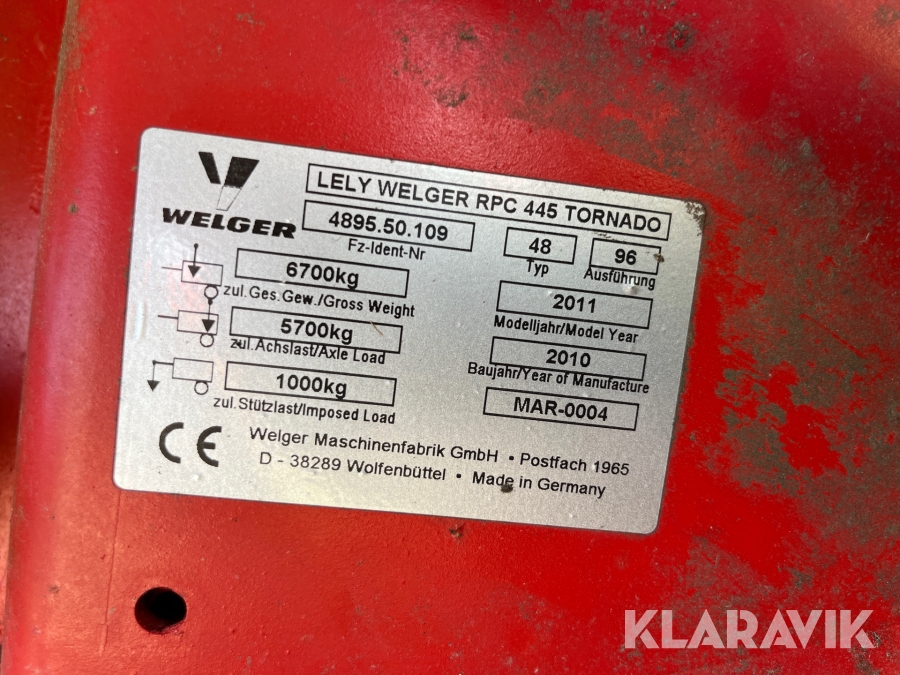 WELGER
LELY WELGER RPC 445 TORNADO
4895.50.109
Fz-Ident-Nr
48
Typ
96
Ausführung
6700kg
zul.Ges.Gew./Gross Weight
2011
Modelljahr/Model Year
5700kg
zul.Achslast/Axle Load
2010
Baujahr/Year of Manufacture
1000kg
zul.Stützlast/Imposed Load
MAR-0004
CE
Welger Maschinenfabrik GmbH • Postfach 1965
D - 38289 Wolfenbüttel • Made in Germany
KLARAVIK